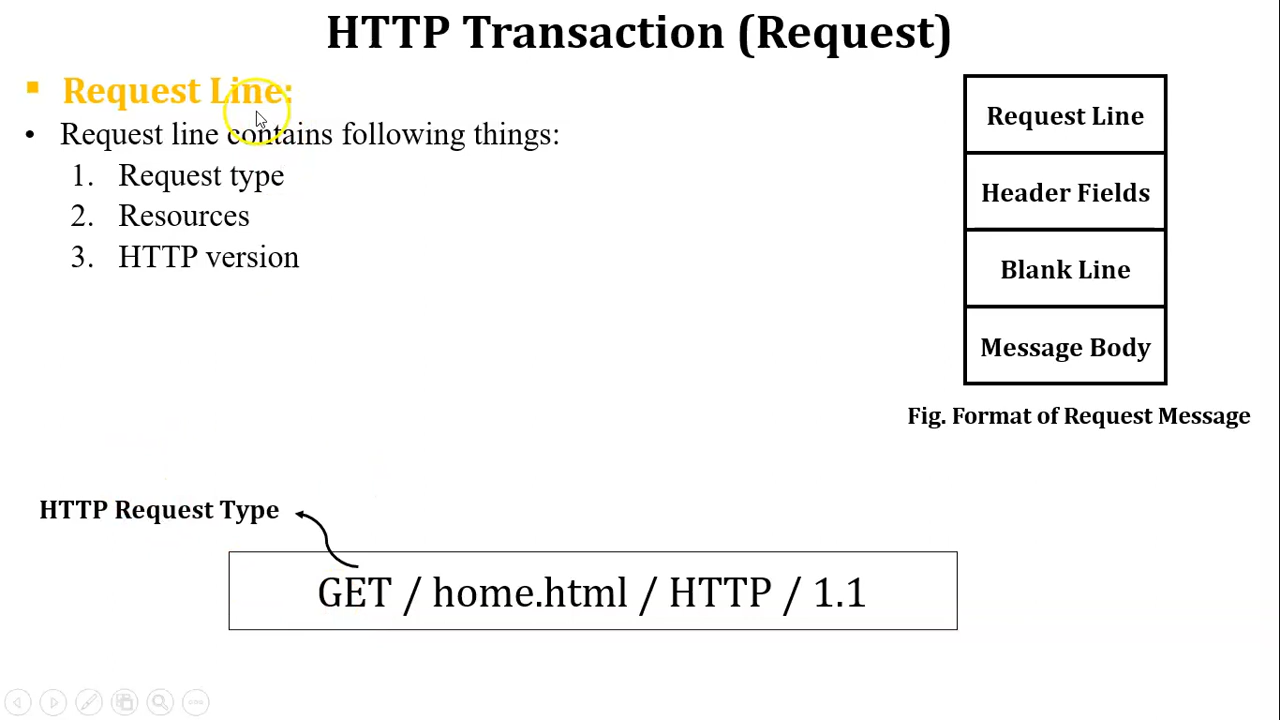 HTTP Transaction (Request)
▪ Request Line:
• Request line contains following things:
1. Request type
2. Resources
3. HTTP version
Request Line
Header Fields
Blank Line
Message Body
Fig. Format of Request Message
HTTP Request Type
GET / home.html / HTTP / 1.1